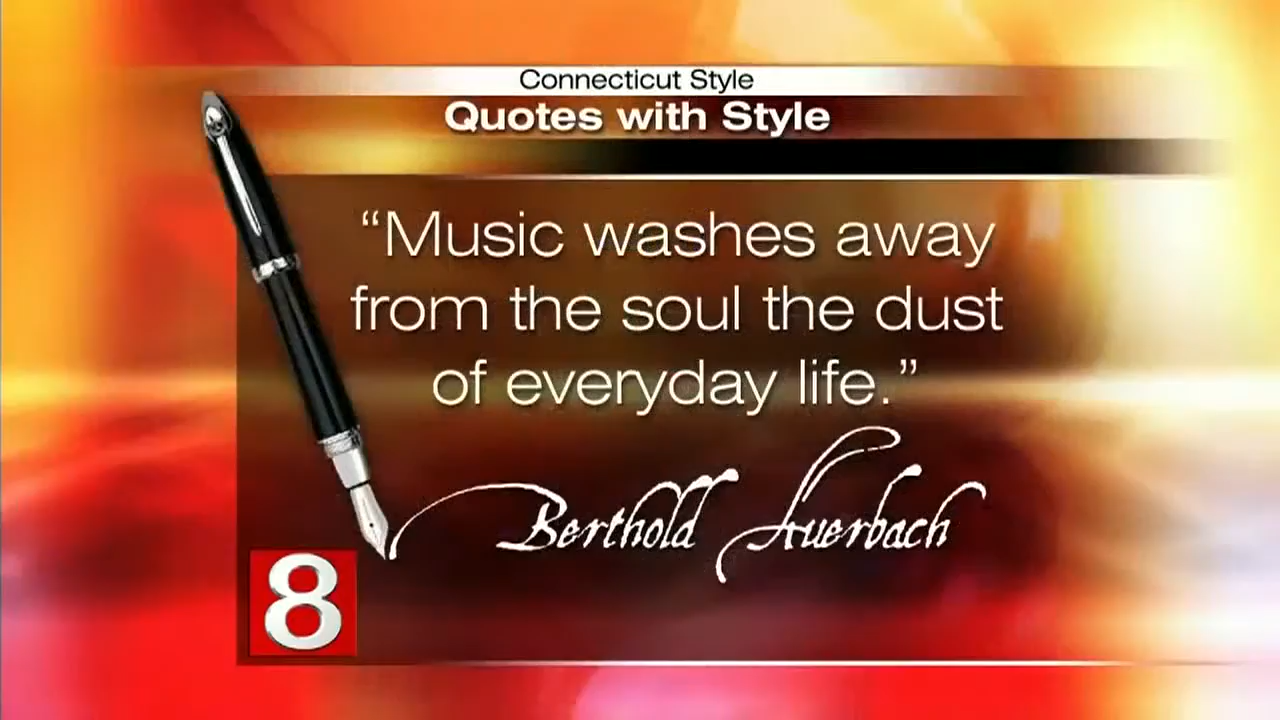 Connecticut Style
Quotes with Style
“Music washes away
from the soul the dust
of everyday life.”
Berthold Auerbach
8